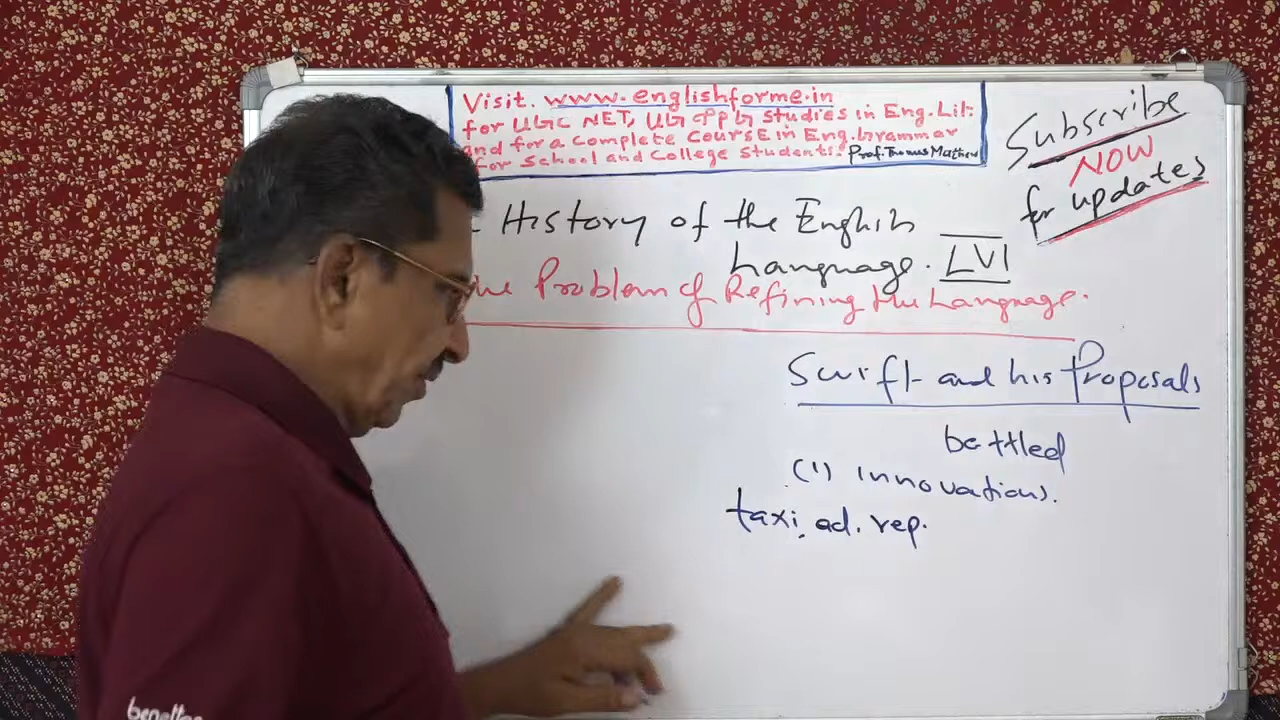 Visit. www.englishforme.in
for UGC NET, UG & PG Studies in Eng. Lit:
and for a Complete Course in Eng. Grammar
for School and College Students. Prof. Thomas Mathew
Subscribe
NOW
for updates
History of the English
Language. LVI
Problem of Refining the Language.
Swift and his Proposals
battled
(1) innovations.
taxi. ad. rep.